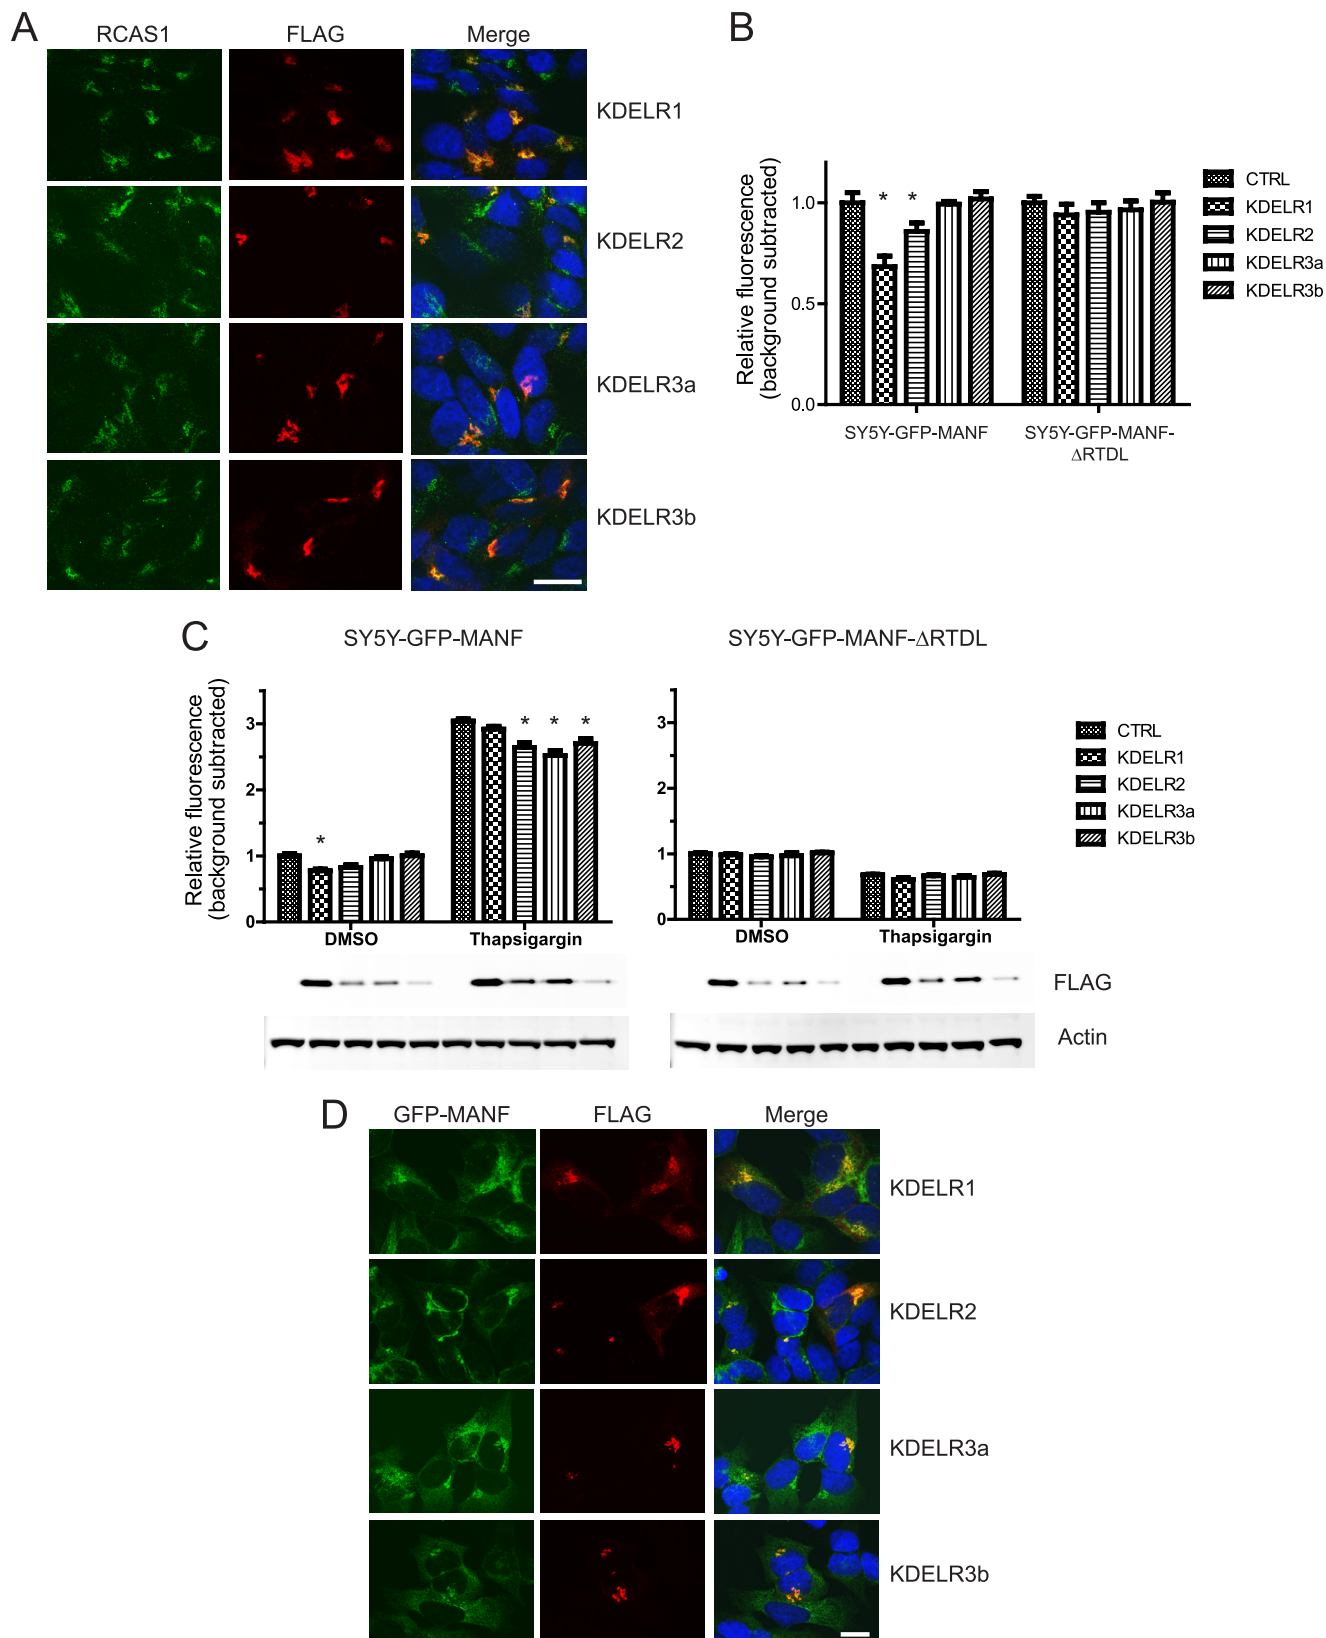 A
RCAS1
FLAG
Merge
KDELR1
KDELR2
KDELR3a
KDELR3b
B
Relative fluorescence
(background subtracted)
1.0
0.5
0.0
*
*
SY5Y-GFP-MANF
SY5Y-GFP-MANF-
ΔRTDL
CTRL
KDELR1
KDELR2
KDELR3a
KDELR3b
C
SY5Y-GFP-MANF
SY5Y-GFP-MANF-ΔRTDL
Relative fluorescence
(background subtracted)
3
2
1
0
*
*
*
*
DMSO
Thapsigargin
3
2
1
0
DMSO
Thapsigargin
CTRL
KDELR1
KDELR2
KDELR3a
KDELR3b
FLAG
Actin
D
GFP-MANF
FLAG
Merge
KDELR1
KDELR2
KDELR3a
KDELR3b